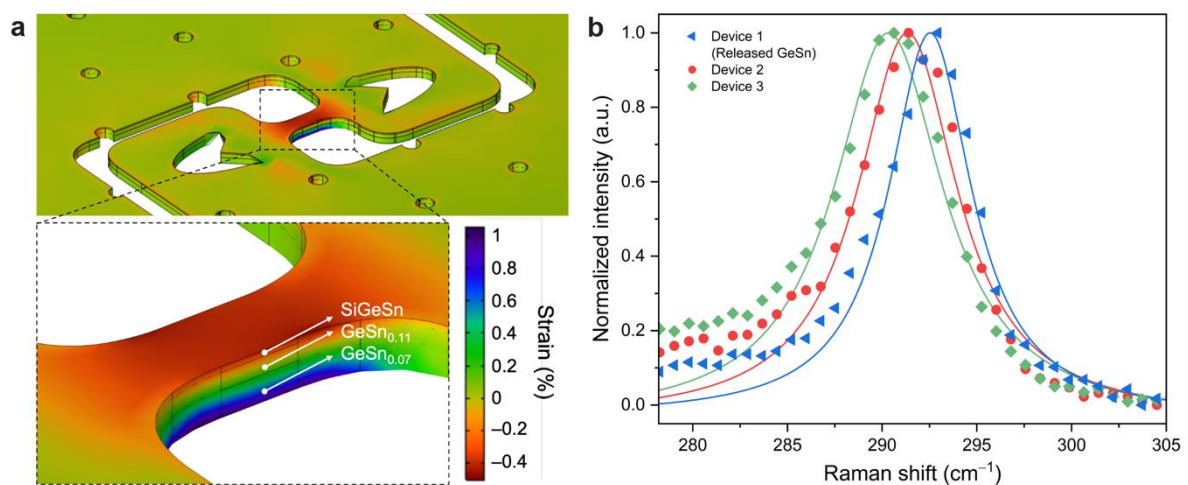 a
SiGeSn
GeSn₀.₁₁
GeSn₀.₀₇
1
0.8
0.6
0.4
0.2
0
–0.2
–0.4
Strain (%)
b
Device 1
(Released GeSn)
Device 2
Device 3
1.0
0.8
0.6
0.4
0.2
0.0
Normalized intensity (a.u.)
280 285 290 295 300 305
Raman shift (cm⁻¹)